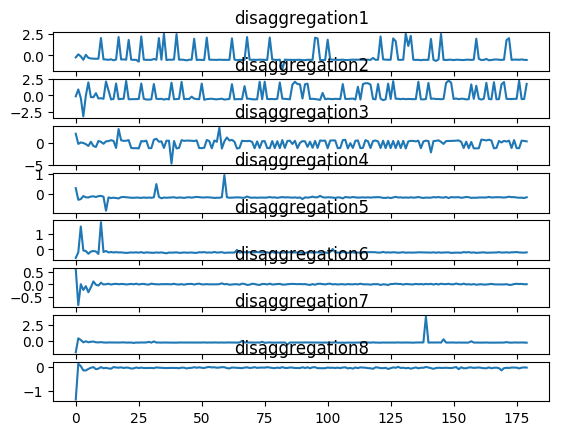 disaggregation1
2.5
0.0
disaggregation2
2.5
0.0
−2.5
disaggregation3
0
−5
disaggregation4
1
0
disaggregation5
1
0
disaggregation6
0.5
0.0
−0.5
disaggregation7
2.5
0.0
disaggregation8
0
−1
0 25 50 75 100 125 150 175